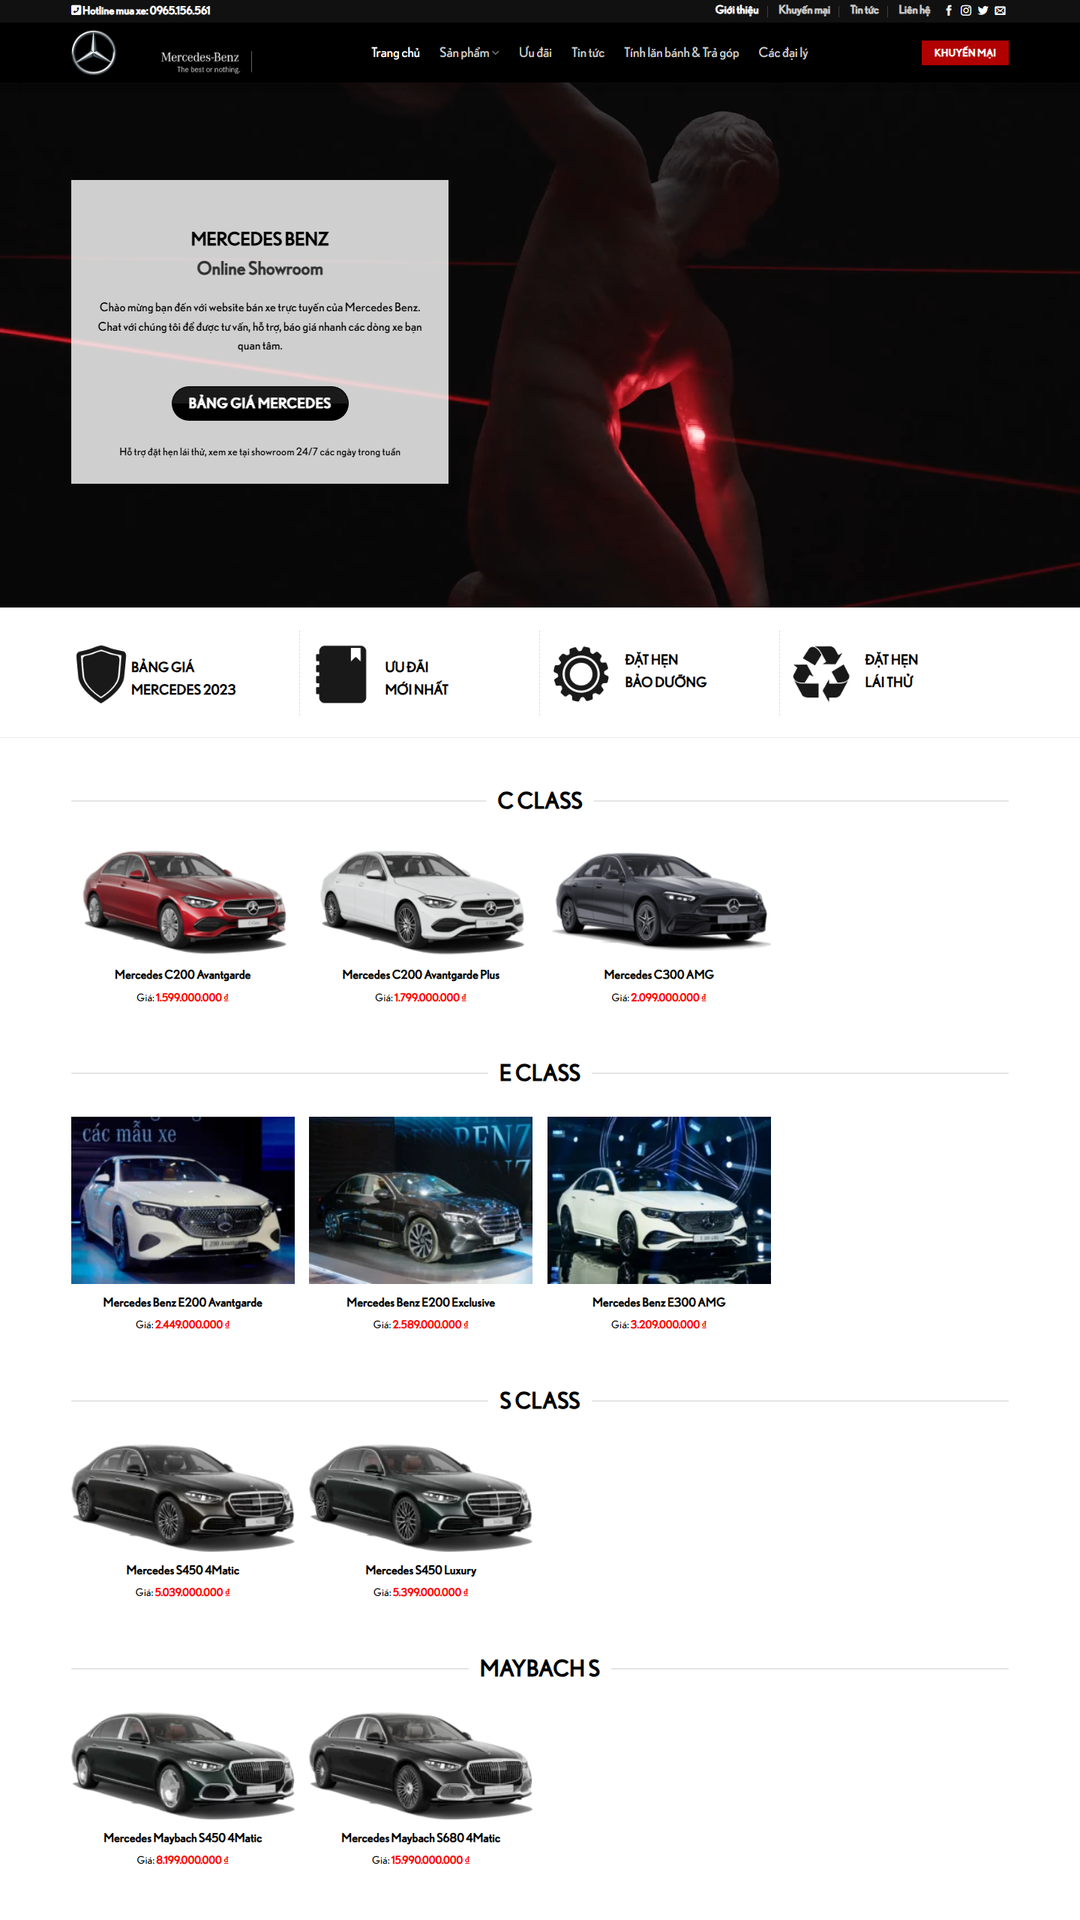 Hotline mua xe: 0965.156.561
Giới thiệu
Khuyến mại
Tin tức
Liên hệ
Mercedes-Benz
The best or nothing.
Trang chủ
Sản phẩm
Ưu đãi
Tin tức
Tính lăn bánh & Trả góp
Các đại lý
KHUYẾN MẠI
MERCEDES BENZ
Online Showroom
Chào mừng bạn đến với website bán xe trực tuyến của Mercedes Benz.
Chat với chúng tôi để được tư vấn, hỗ trợ, báo giá nhanh các dòng xe bạn
quan tâm.
BẢNG GIÁ MERCEDES
Hỗ trợ đặt hẹn lái thử, xem xe tại showroom 24/7 các ngày trong tuần
BẢNG GIÁ
MERCEDES 2023
ƯU ĐÃI
MỚI NHẤT
ĐẶT HẸN
BẢO DƯỠNG
ĐẶT HẸN
LÁI THỬ
C CLASS
Mercedes C200 Avantgarde
Giá: 1.599.000.000 ₫
Mercedes C200 Avantgarde Plus
Giá: 1.799.000.000 ₫
Mercedes C300 AMG
Giá: 2.099.000.000 ₫
E CLASS
các mẫu xe
E 200 Avantgarde
BENZ
Mercedes Benz E200 Avantgarde
Giá: 2.449.000.000 ₫
Mercedes Benz E200 Exclusive
Giá: 2.589.000.000 ₫
Mercedes Benz E300 AMG
Giá: 3.209.000.000 ₫
S CLASS
Mercedes S450 4Matic
Giá: 5.039.000.000 ₫
Mercedes S450 Luxury
Giá: 5.399.000.000 ₫
MAYBACH S
Mercedes Maybach S450 4Matic
Giá: 8.199.000.000 ₫
Mercedes Maybach S680 4Matic
Giá: 15.990.000.000 ₫